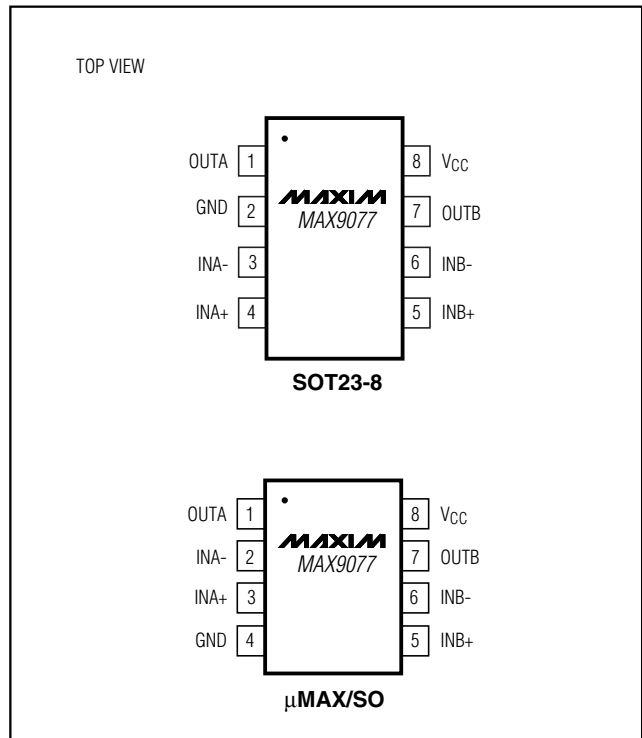 TOP VIEW
OUTA 1 8 VCC
MAXIM
GND 2 MAX9077 7 OUTB
INA- 3 6 INB-
INA+ 4 5 INB+
SOT23-8
OUTA 1 8 VCC
MAXIM
INA- 2 MAX9077 7 OUTB
INA+ 3 6 INB-
GND 4 5 INB+
μMAX/SO